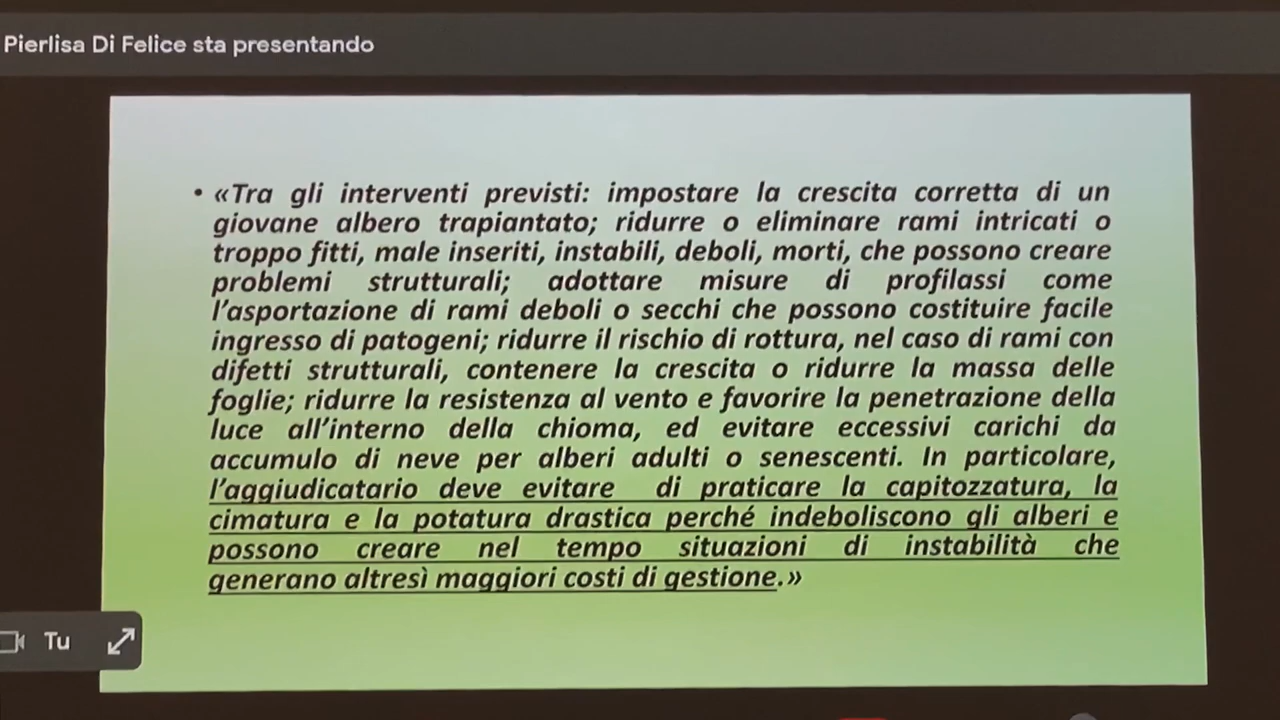 Pierlisa Di Felice sta presentando
• «Tra gli interventi previsti: impostare la crescita corretta di un
giovane albero trapiantato; ridurre o eliminare rami intricati o
troppo fitti, male inseriti, instabili, deboli, morti, che possono creare
problemi strutturali; adottare misure di profilassi come
l’asportazione di rami deboli o secchi che possono costituire facile
ingresso di patogeni; ridurre il rischio di rottura, nel caso di rami con
difetti strutturali, contenere la crescita o ridurre la massa delle
foglie; ridurre la resistenza al vento e favorire la penetrazione della
luce all’interno della chioma, ed evitare eccessivi carichi da
accumulo di neve per alberi adulti o senescenti. In particolare,
l’aggiudicatario deve evitare di praticare la capitozzatura, la
cimatura e la potatura drastica perché indeboliscono gli alberi e
possono creare nel tempo situazioni di instabilità che
generano altresì maggiori costi di gestione.»
Tu